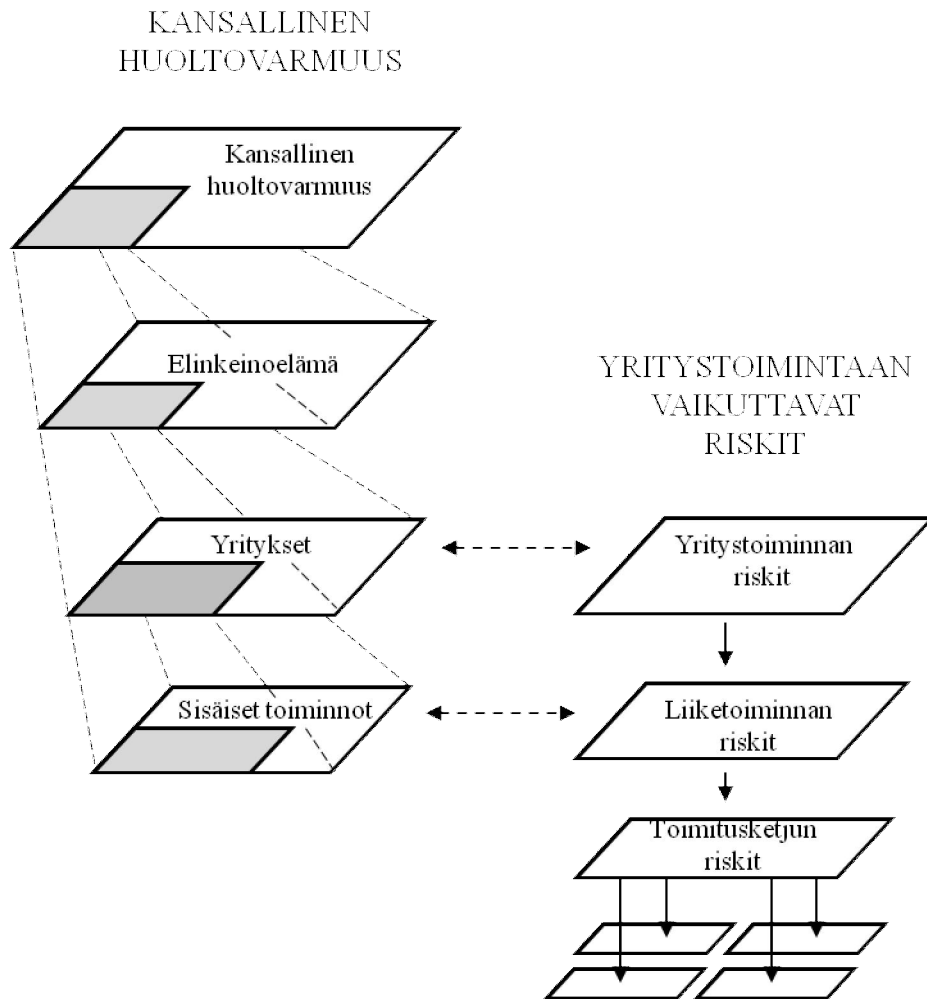 KANSALLINEN
HUOLTOVARMUUS
Kansallinen
huoltovarmuus
Elinkeinoelämä
Yritykset
Sisäiset toiminnot
YRITYSTOIMINTAAN
VAIKUTTAVAT
RISKIT
Yritystoiminnan
riskit
Liiketoiminnan
riskit
Toimitusketjun
riskit